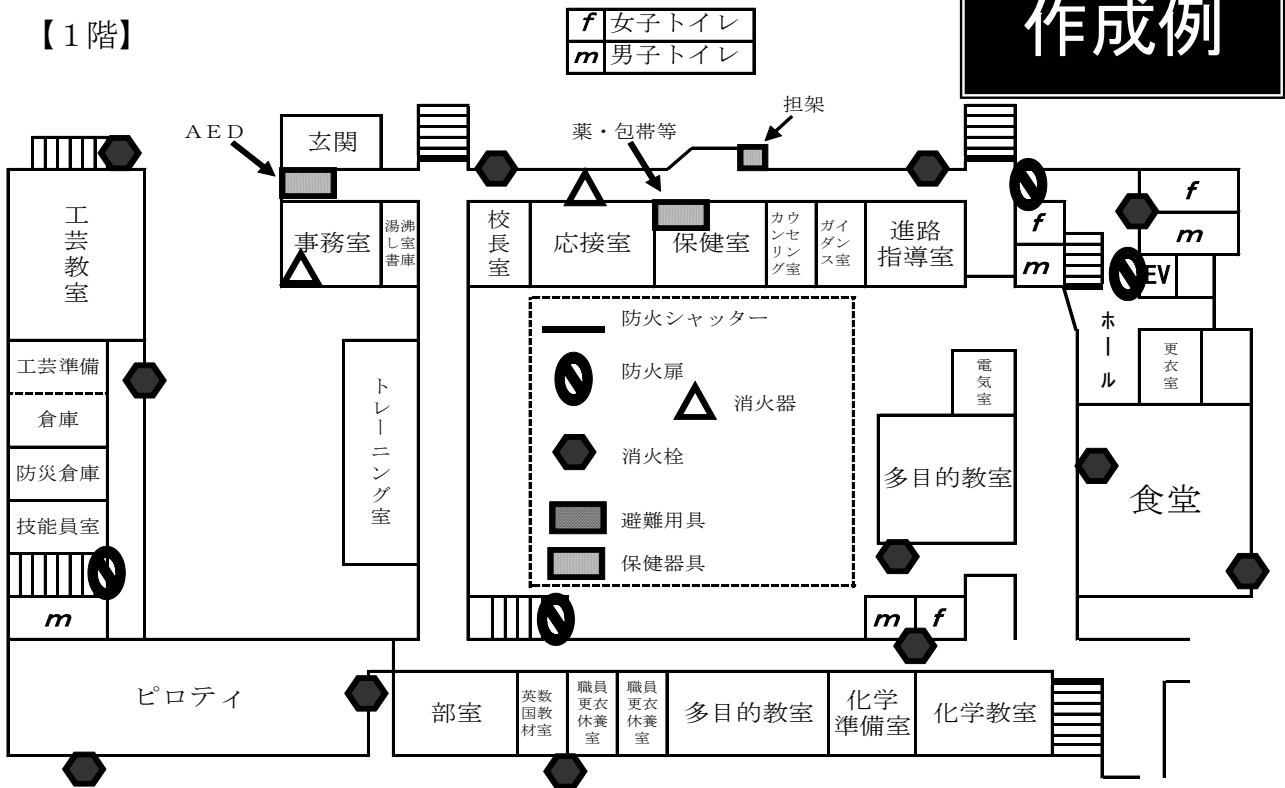 【１階】
f 女子トイレ
m 男子トイレ
作成例
ＡＥＤ
玄関
薬・包帯等
担架
工芸教室
事務室
湯沸し室書庫
校長室
応接室
保健室
カウンセリング室
ガイダンス室
進路指導室
f
m
f
m
EV
ホール
更衣室
工芸準備
倉庫
防災倉庫
技能員室
m
トレーニング室
防火シャッター
防火扉
消火器
消火栓
避難用具
保健器具
電気室
多目的教室
食堂
m
f
ピロティ
部室
英数国教材室
職員更衣休養室
職員更衣休養室
多目的教室
化学準備室
化学教室